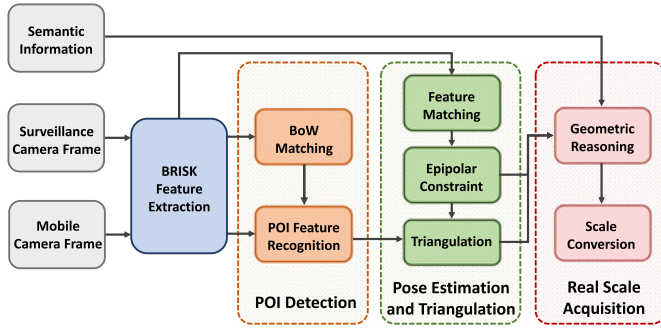 Semantic
Information
Surveillance
Camera Frame
Mobile
Camera Frame
BRISK
Feature
Extraction
BoW
Matching
POI Feature
Recognition
POI Detection
Feature
Matching
Epipolar
Constraint
Triangulation
Pose Estimation
and Triangulation
Geometric
Reasoning
Scale
Conversion
Real Scale
Acquisition